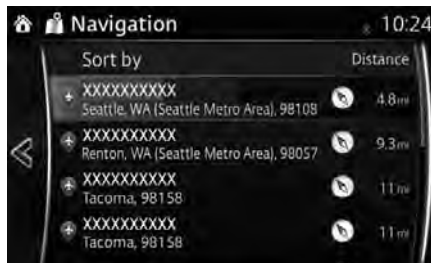 Navigation 10:24
Sort by Distance
XXXXXXXXXX
Seattle, WA (Seattle Metro Area), 98108 4.8mi
XXXXXXXXXX
Renton, WA (Seattle Metro Area), 98057 9.3mi
XXXXXXXXXX
Tacoma, 98158 11mi
XXXXXXXXXX
Tacoma, 98158 11mi